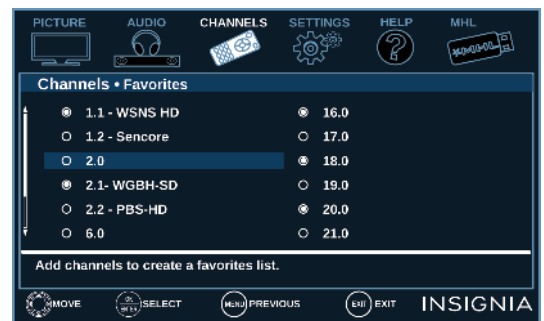 PICTURE AUDIO CHANNELS SETTINGS HELP MHL
Channels • Favorites
1.1 - WSNS HD 16.0
1.2 - Sencore 17.0
2.0 18.0
2.1- WGBH-SD 19.0
2.2 - PBS-HD 20.0
6.0 21.0
Add channels to create a favorites list.
MOVE OK ENTER SELECT MENU PREVIOUS EXIT EXIT INSIGNIA